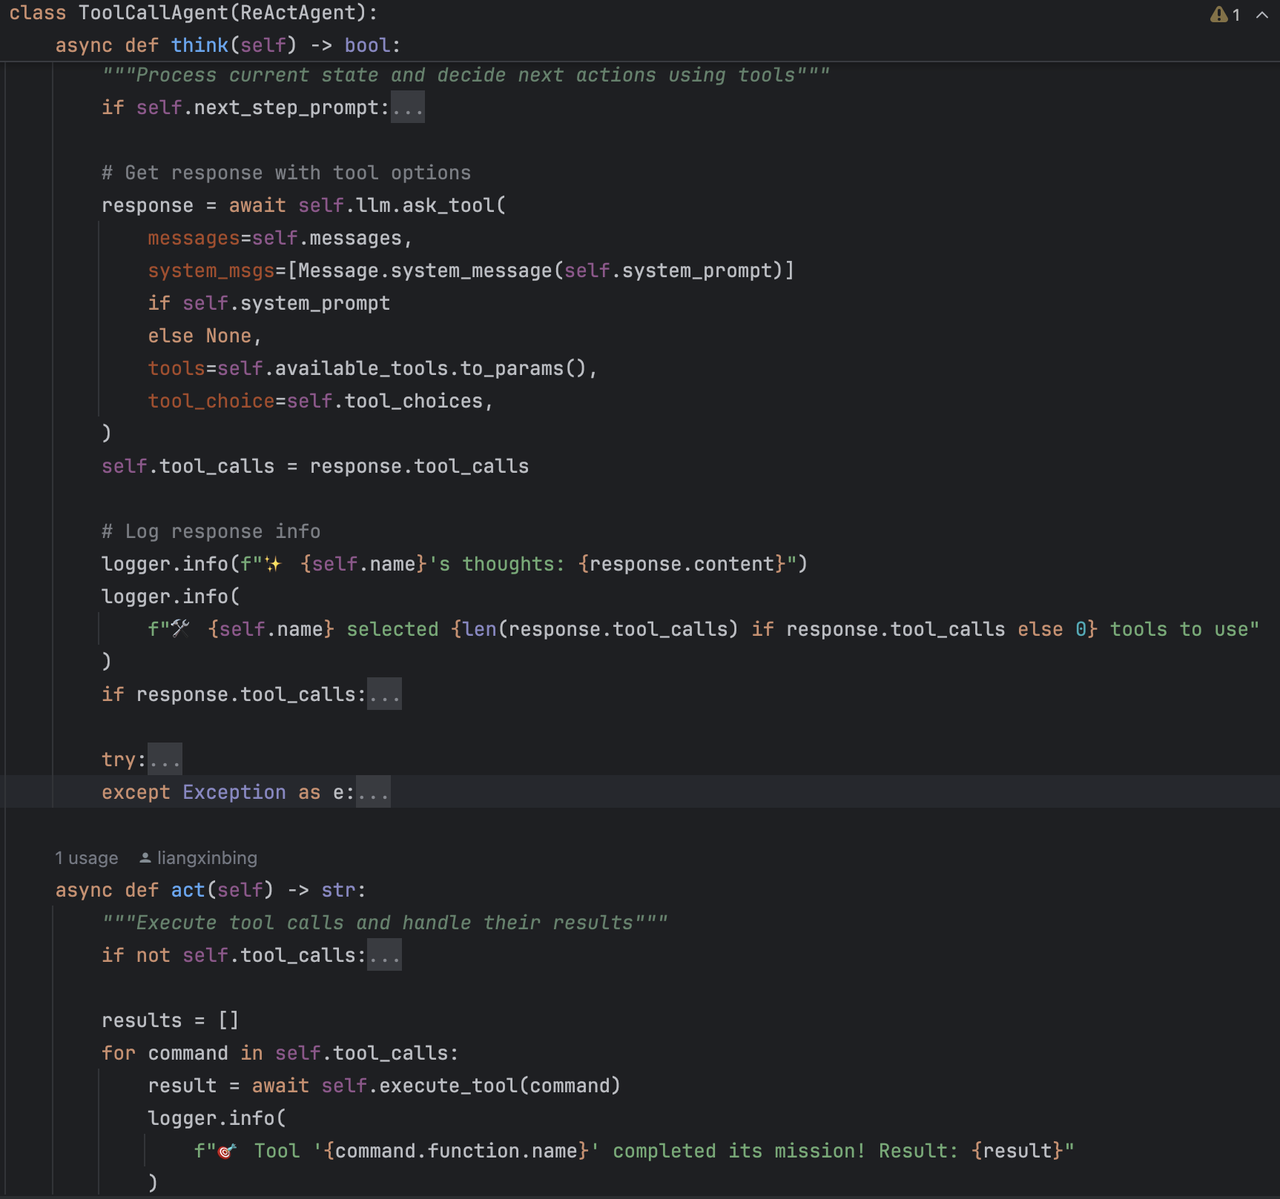 class ToolCallAgent(ReActAgent):
1
    async def think(self) -> bool:
        """Process current state and decide next actions using tools"""
        if self.next_step_prompt:...
        # Get response with tool options
        response = await self.llm.ask_tool(
            messages=self.messages,
            system_msgs=[Message.system_message(self.system_prompt)]
            if self.system_prompt
            else None,
            tools=self.available_tools.to_params(),
            tool_choice=self.tool_choices,
        )
        self.tool_calls = response.tool_calls
        # Log response info
        logger.info(f"✨ {self.name}'s thoughts: {response.content}")
        logger.info(
            f"🛠️ {self.name} selected {len(response.tool_calls) if response.tool_calls else 0} tools to use"
        )
        if response.tool_calls:...
        try:...
        except Exception as e:...
    1 usage liangxinbing
    async def act(self) -> str:
        """Execute tool calls and handle their results"""
        if not self.tool_calls:...
        results = []
        for command in self.tool_calls:
            result = await self.execute_tool(command)
            logger.info(
                f"🎯 Tool '{command.function.name}' completed its mission! Result: {result}"
            )